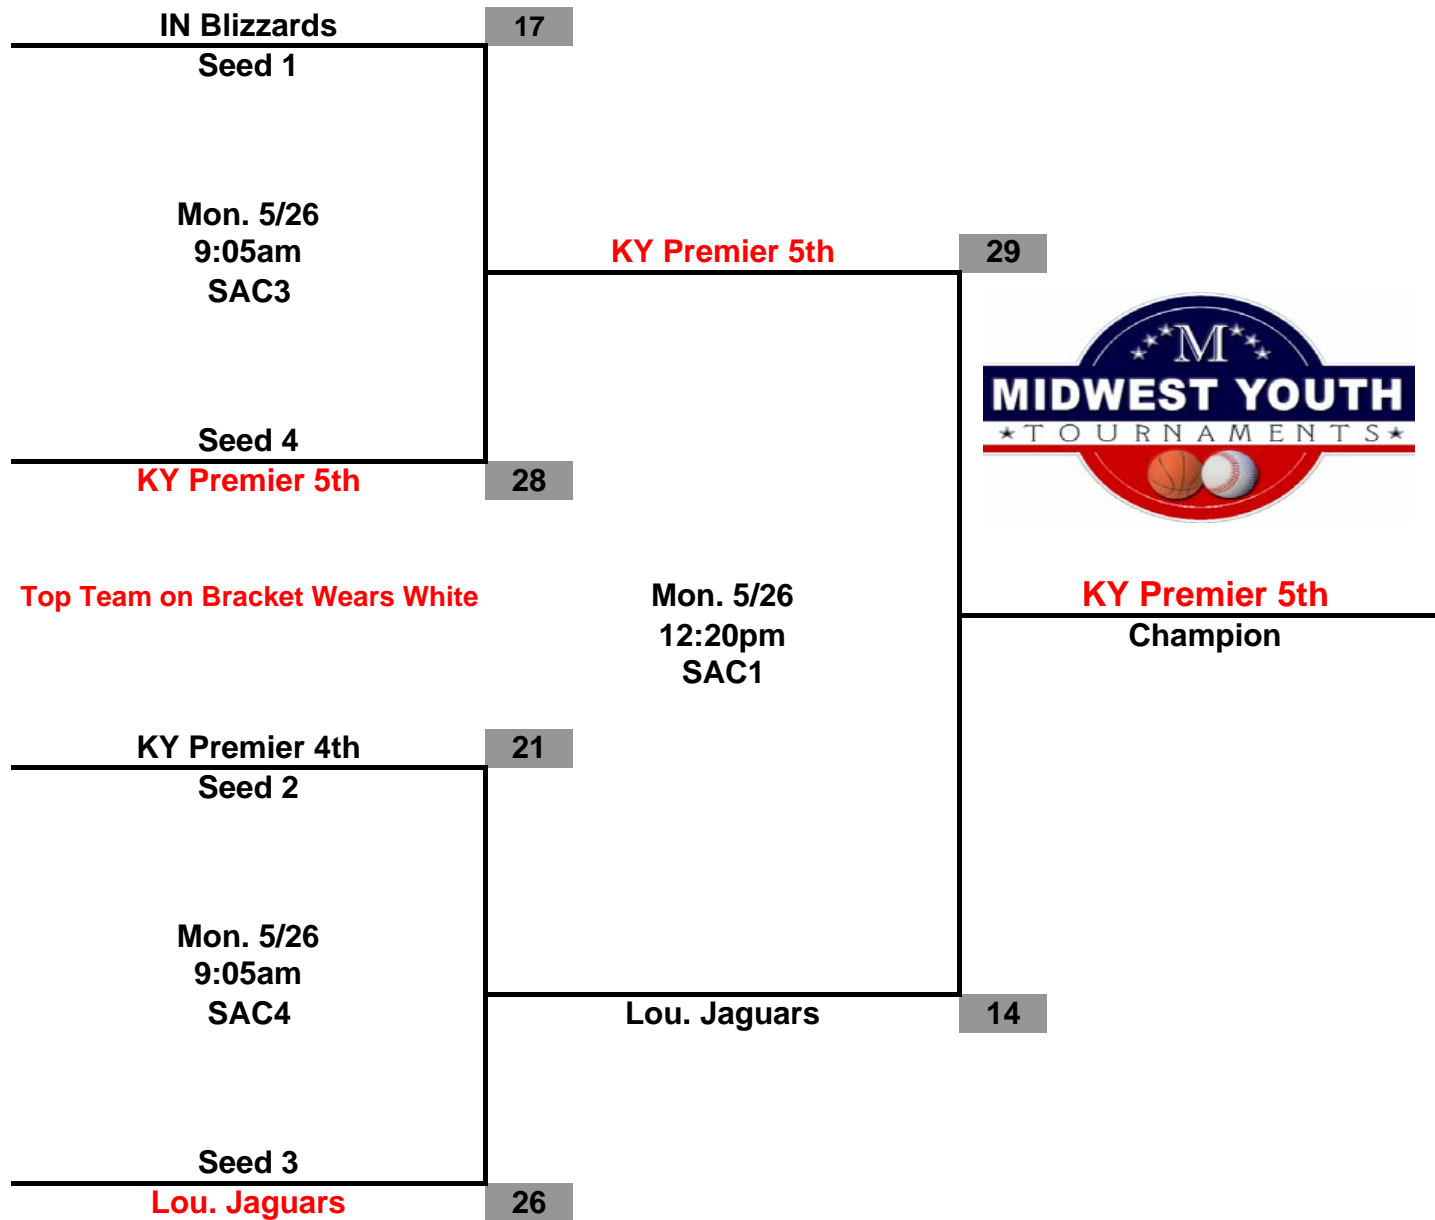 IN Blizzards 17
Seed 1
Mon. 5/26
9:05am
SAC3
KY Premier 5th 29
M
MIDWEST YOUTH
TOURNAMENTS
Seed 4
KY Premier 5th 28
Top Team on Bracket Wears White
Mon. 5/26
12:20pm
SAC1
KY Premier 5th
Champion
KY Premier 4th 21
Seed 2
Mon. 5/26
9:05am
SAC4
Lou. Jaguars 14
Seed 3
Lou. Jaguars 26